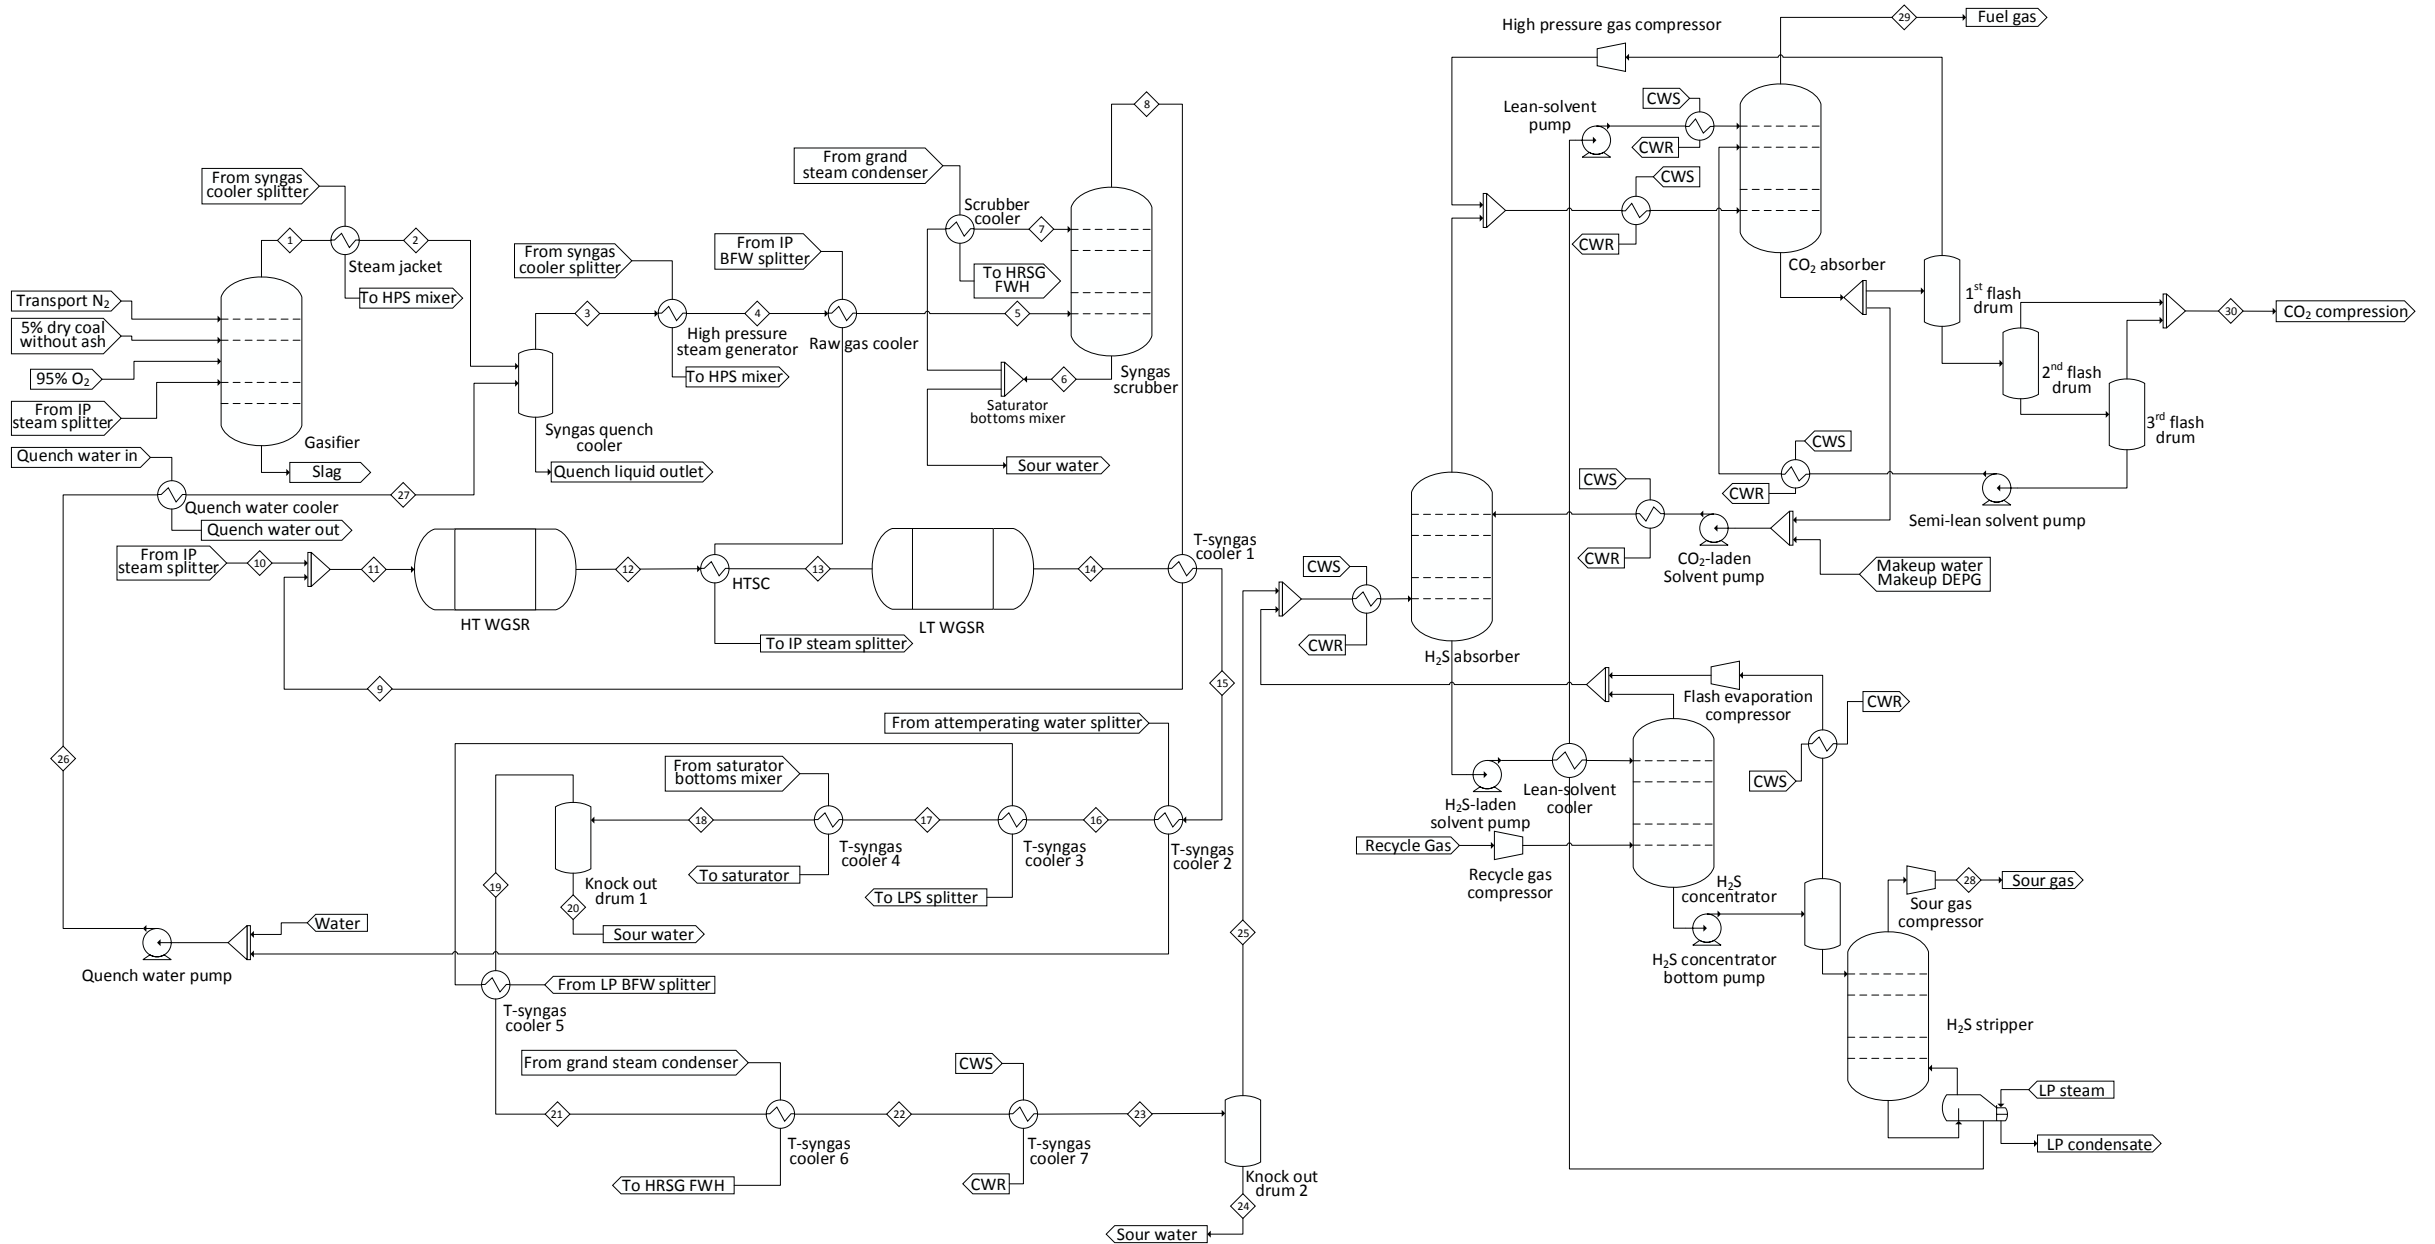 High pressure gas compressor
29
Fuel gas
Lean-solvent
pump
CWS
CWR
CWS
CWR
CO2 absorber
1st flash
drum
2nd flash
drum
3rd flash
drum
30
CO2 compression
From syngas
cooler splitter
1
2
Steam jacket
To HPS mixer
Transport N2
5% dry coal
without ash
95% O2
From IP
steam splitter
Gasifier
Slag
Quench water in
Quench water cooler
Quench water out
27
From syngas
cooler splitter
3
High pressure
steam generator
To HPS mixer
Syngas quench
cooler
Quench liquid outlet
From IP
BFW splitter
4
Raw gas cooler
5
From grand
steam condenser
Scrubber
cooler
7
To HRSG
FWH
8
6
Syngas
scrubber
Saturator
bottoms mixer
Sour water
From IP
steam splitter
10
11
HT WGSR
12
HTSC
To IP steam splitter
13
LT WGSR
14
T-syngas
cooler 1
9
15
From attemperating water splitter
From saturator
bottoms mixer
26
18
17
16
T-syngas
cooler 4
T-syngas
cooler 3
T-syngas
cooler 2
To saturator
To LPS splitter
19
Knock out
drum 1
20
Sour water
Water
Quench water pump
From LP BFW splitter
T-syngas
cooler 5
From grand steam condenser
CWS
21
22
23
T-syngas
cooler 6
T-syngas
cooler 7
To HRSG FWH
CWR
25
Knock out
drum 2
24
Sour water
CWS
CWR
Semi-lean solvent pump
CWS
CWR
CO2-laden
Solvent pump
Makeup water
Makeup DEPG
CWS
CWR
H2S absorber
Flash evaporation
compressor
CWR
CWS
H2S-laden
solvent pump
Lean-solvent
cooler
Recycle Gas
Recycle gas
compressor
H2S
concentrator
H2S concentrator
bottom pump
28
Sour gas
Sour gas
compressor
H2S stripper
LP steam
LP condensate